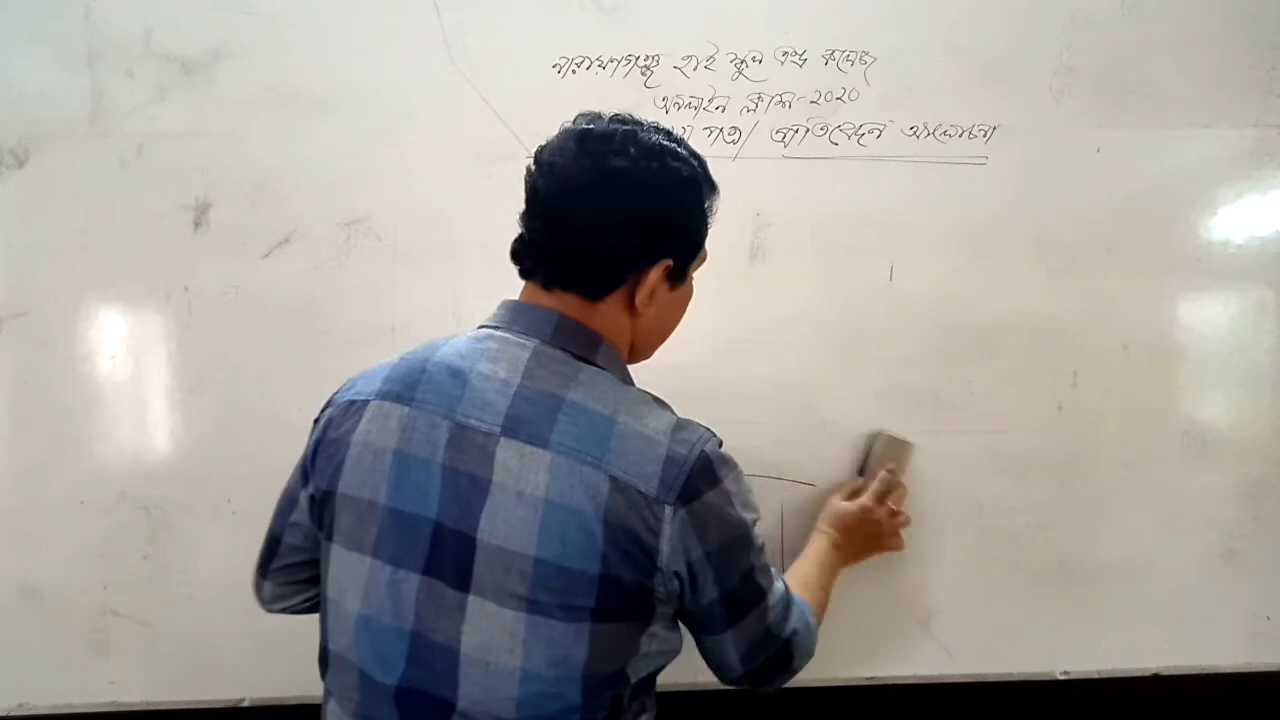 নারায়ণগঞ্জ হাই স্কুল এন্ড কলেজ
অনলাইন ক্লাশ-২০২০
পত্র/ প্রতিবেদন আলোচনা